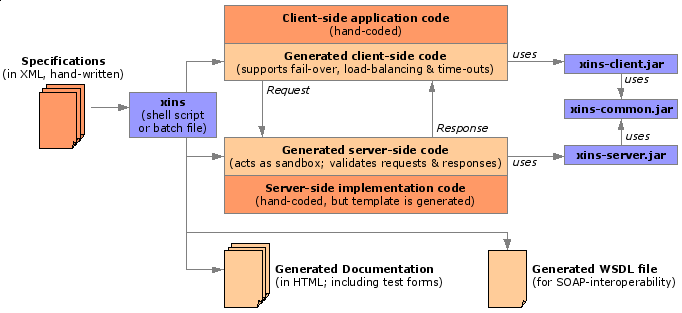 Client-side application code
(hand-coded)
Specifications
(in XML, hand-written)
Generated client-side code
(supports fail-over, load-balancing & time-outs)
uses
xins-client.jar
uses
Request
xins
(shell script
or batch file)
xins-common.jar
Response
uses
Generated server-side code
(acts as sandbox; validates requests & responses)
uses
xins-server.jar
Server-side implementation code
(hand-coded, but template is generated)
Generated Documentation
(in HTML; including test forms)
Generated WSDL file
(for SOAP-interoperability)